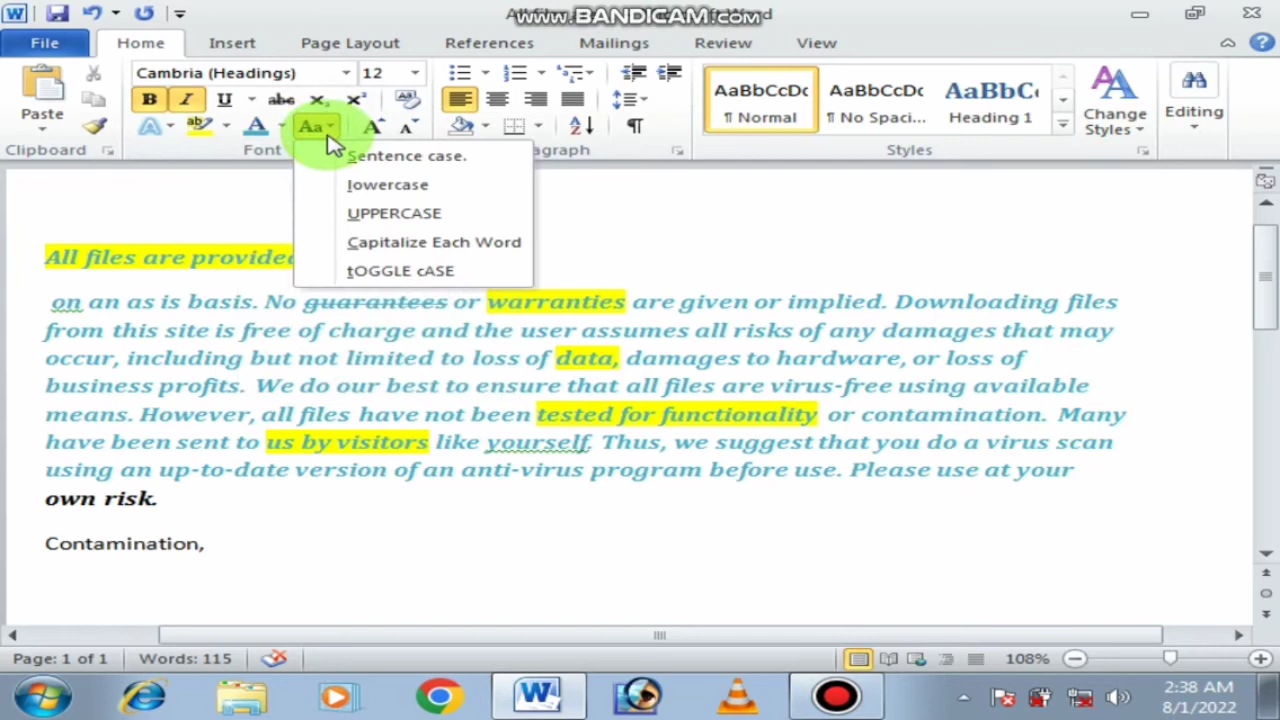 www.BANDICAM.com
File Home Insert Page Layout References Mailings Review View
Cambria (Headings) 12
B I U abe X₂ X² Aa
Aa A A A
Paste
AaBbCcDc AaBbCcDc AaBbC
¶ Normal ¶ No Spaci... Heading 1
Change Styles
Editing
Clipboard Font Styles
Sentence case.
lowercase
UPPERCASE
Capitalize Each Word
tOGGLE cASE
All files are provided
on an as is basis. No guarantees or warranties are given or implied. Downloading files
from this site is free of charge and the user assumes all risks of any damages that may
occur, including but not limited to loss of data, damages to hardware, or loss of
business profits. We do our best to ensure that all files are virus-free using available
means. However, all files have not been tested for functionality or contamination. Many
have been sent to us by visitors like yourself. Thus, we suggest that you do a virus scan
using an up-to-date version of an anti-virus program before use. Please use at your
own risk.
Contamination,
Page: 1 of 1 Words: 115 108%
2:38 AM
8/1/2022